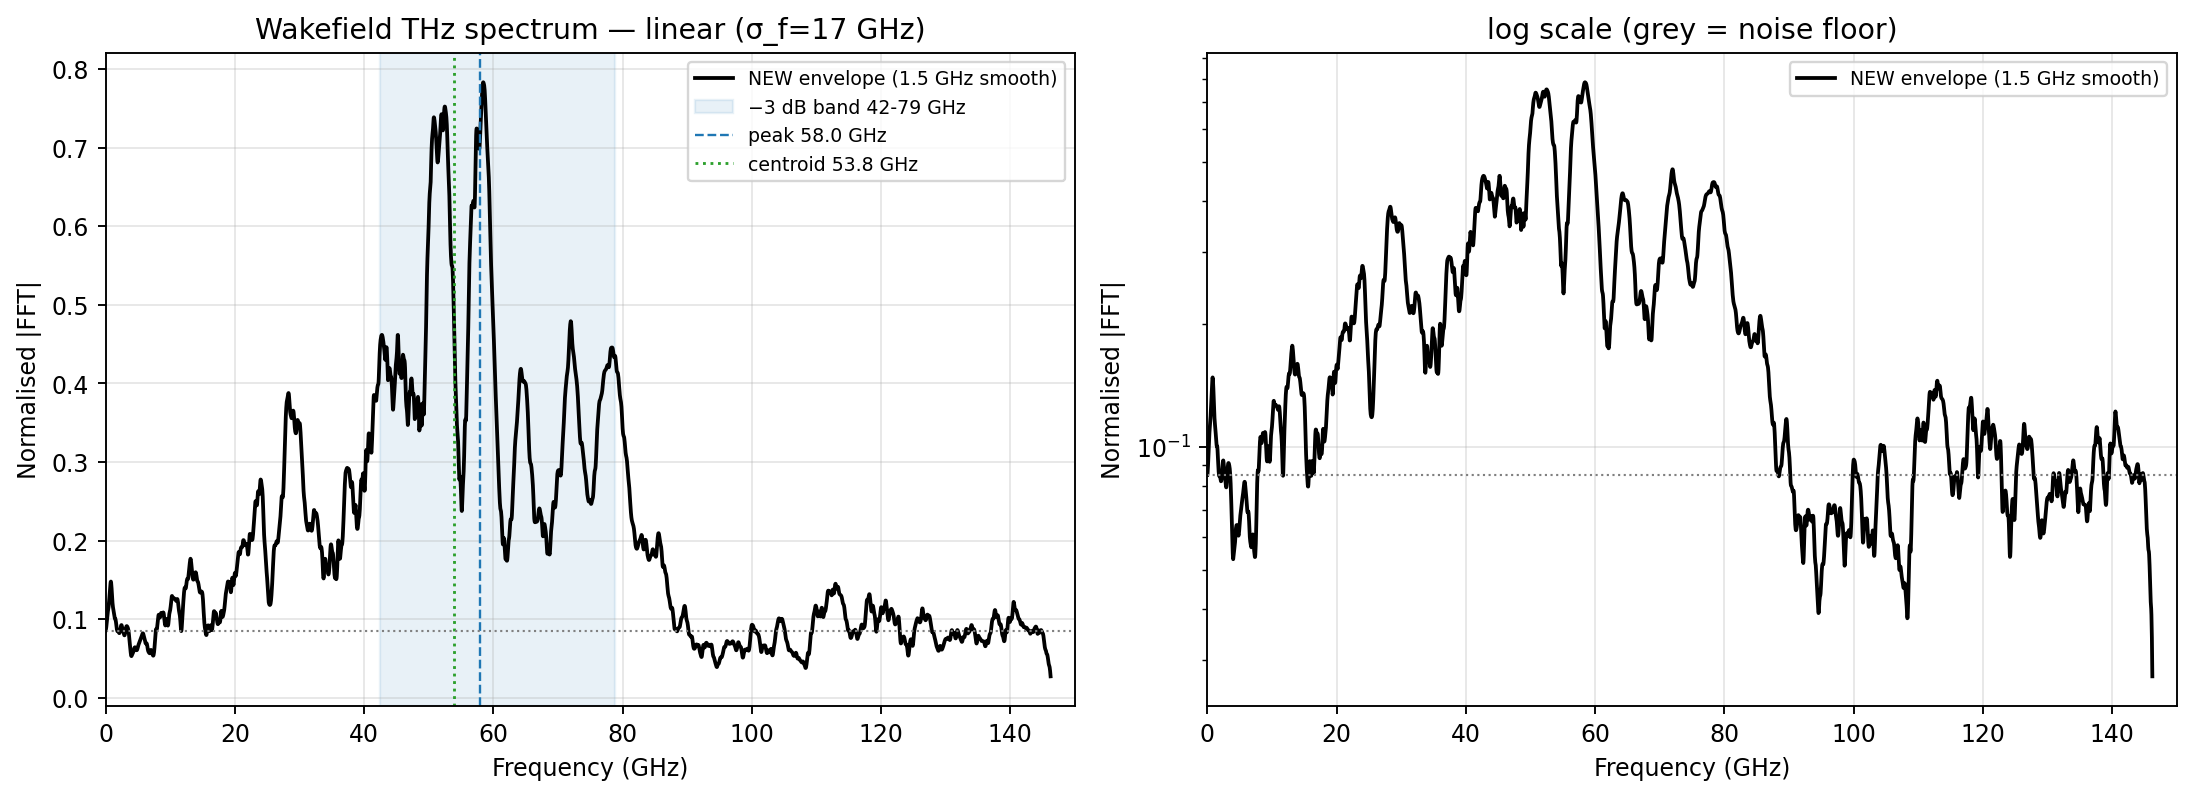 Wakefield THz spectrum — linear (σ_f=17 GHz)
NEW envelope (1.5 GHz smooth)
−3 dB band 42-79 GHz
peak 58.0 GHz
centroid 53.8 GHz
Normalised |FFT|
0.8
0.7
0.6
0.5
0.4
0.3
0.2
0.1
0.0
0 20 40 60 80 100 120 140
Frequency (GHz)
log scale (grey = noise floor)
NEW envelope (1.5 GHz smooth)
Normalised |FFT|
10⁻¹
0 20 40 60 80 100 120 140
Frequency (GHz)